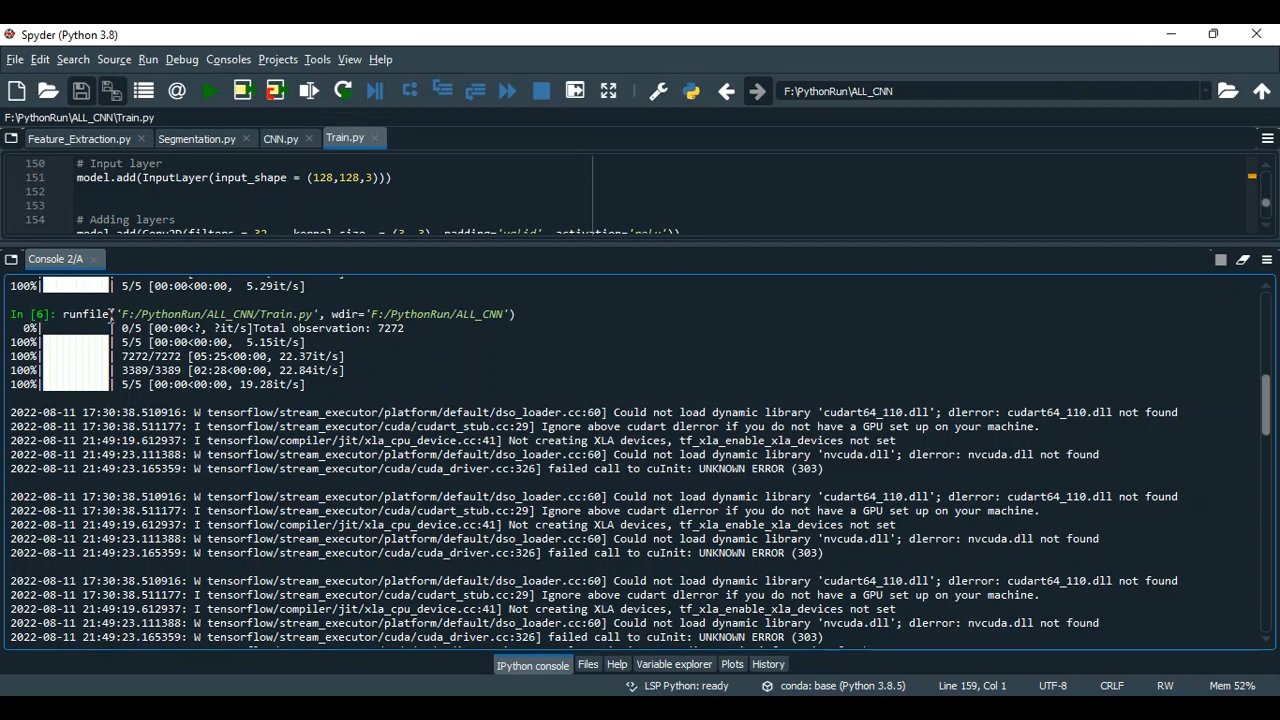 Spyder (Python 3.8)
File Edit Search Source Run Debug Consoles Projects Tools View Help
F:\PythonRun\ALL_CNN
F:\PythonRun\ALL_CNN\Train.py
Feature_Extraction.py Segmentation.py CNN.py Train.py
150 # Input layer
151 model.add(InputLayer(input_shape = (128,128,3)))
152
153
154 # Adding layers
model.add(Conv2D(filters = 32, kernel_size = (3, 3), padding='valid', activation='relu'))
Console 2/A
100%| | 5/5 [00:00<00:00, 5.29it/s]
In [6]: runfile('F:/PythonRun/ALL_CNN/Train.py', wdir='F:/PythonRun/ALL_CNN')
0%| | 0/5 [00:00<?, ?it/s]Total observation: 7272
100%| | 5/5 [00:00<00:00, 5.15it/s]
100%| | 7272/7272 [05:25<00:00, 22.37it/s]
100%| | 3389/3389 [02:28<00:00, 22.84it/s]
100%| | 5/5 [00:00<00:00, 19.28it/s]
2022-08-11 17:30:38.510916: W tensorflow/stream_executor/platform/default/dso_loader.cc:60] Could not load dynamic library 'cudart64_110.dll'; dlerror: cudart64_110.dll not found
2022-08-11 17:30:38.511177: I tensorflow/stream_executor/cuda/cudart_stub.cc:29] Ignore above cudart dlerror if you do not have a GPU set up on your machine.
2022-08-11 21:49:19.612937: I tensorflow/compiler/jit/xla_cpu_device.cc:41] Not creating XLA devices, tf_xla_enable_xla_devices not set
2022-08-11 21:49:23.111388: W tensorflow/stream_executor/platform/default/dso_loader.cc:60] Could not load dynamic library 'nvcuda.dll'; dlerror: nvcuda.dll not found
2022-08-11 21:49:23.165359: W tensorflow/stream_executor/cuda/cuda_driver.cc:326] failed call to cuInit: UNKNOWN ERROR (303)
2022-08-11 17:30:38.510916: W tensorflow/stream_executor/platform/default/dso_loader.cc:60] Could not load dynamic library 'cudart64_110.dll'; dlerror: cudart64_110.dll not found
2022-08-11 17:30:38.511177: I tensorflow/stream_executor/cuda/cudart_stub.cc:29] Ignore above cudart dlerror if you do not have a GPU set up on your machine.
2022-08-11 21:49:19.612937: I tensorflow/compiler/jit/xla_cpu_device.cc:41] Not creating XLA devices, tf_xla_enable_xla_devices not set
2022-08-11 21:49:23.111388: W tensorflow/stream_executor/platform/default/dso_loader.cc:60] Could not load dynamic library 'nvcuda.dll'; dlerror: nvcuda.dll not found
2022-08-11 21:49:23.165359: W tensorflow/stream_executor/cuda/cuda_driver.cc:326] failed call to cuInit: UNKNOWN ERROR (303)
2022-08-11 17:30:38.510916: W tensorflow/stream_executor/platform/default/dso_loader.cc:60] Could not load dynamic library 'cudart64_110.dll'; dlerror: cudart64_110.dll not found
2022-08-11 17:30:38.511177: I tensorflow/stream_executor/cuda/cudart_stub.cc:29] Ignore above cudart dlerror if you do not have a GPU set up on your machine.
2022-08-11 21:49:19.612937: I tensorflow/compiler/jit/xla_cpu_device.cc:41] Not creating XLA devices, tf_xla_enable_xla_devices not set
2022-08-11 21:49:23.111388: W tensorflow/stream_executor/platform/default/dso_loader.cc:60] Could not load dynamic library 'nvcuda.dll'; dlerror: nvcuda.dll not found
2022-08-11 21:49:23.165359: W tensorflow/stream_executor/cuda/cuda_driver.cc:326] failed call to cuInit: UNKNOWN ERROR (303)
IPython console Files Help Variable explorer Plots History
LSP Python: ready conda: base (Python 3.8.5) Line 159, Col 1 UTF-8 CRLF RW Mem 52%